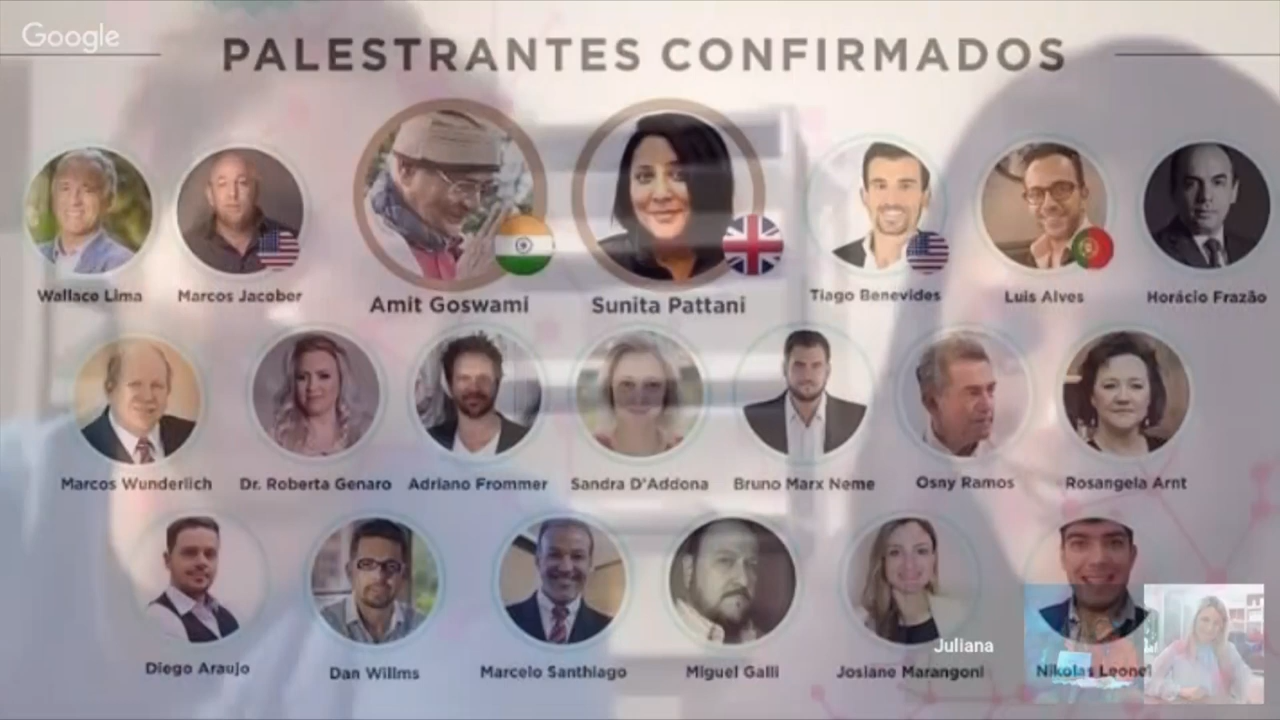 Google
PALESTRANTES CONFIRMADOS
Wallace Lima
Marcos Jacober
Amit Goswami
Sunita Pattani
Tiago Benevides
Luis Alves
Horácio Frazão
Marcos Wunderlich
Dr. Roberta Genaro
Adriano Frommer
Sandra D'Addona
Bruno Marx Neme
Osny Ramos
Rosangela Arnt
Diego Araujo
Dan Willms
Marcelo Santhiago
Miguel Galli
Josiane Marangoni
Nikolas Leonel
Juliana